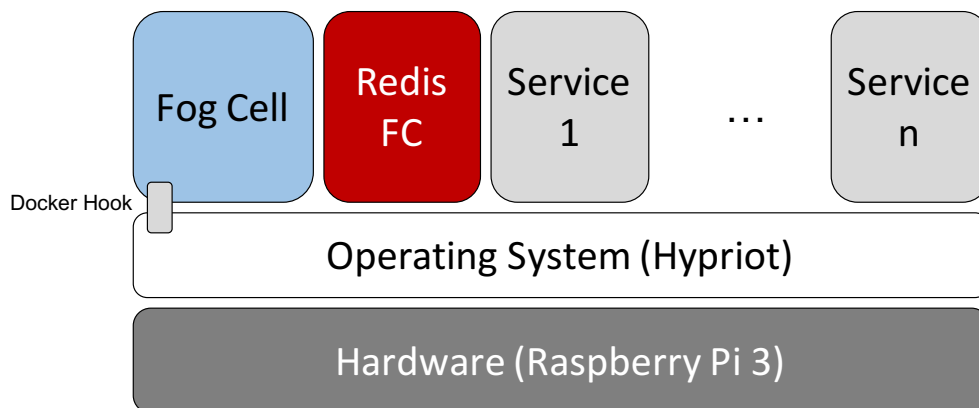 Fog Cell
Redis
FC
Service
1
...
Service
n
Docker Hook
Operating System (Hypriot)
Hardware (Raspberry Pi 3)